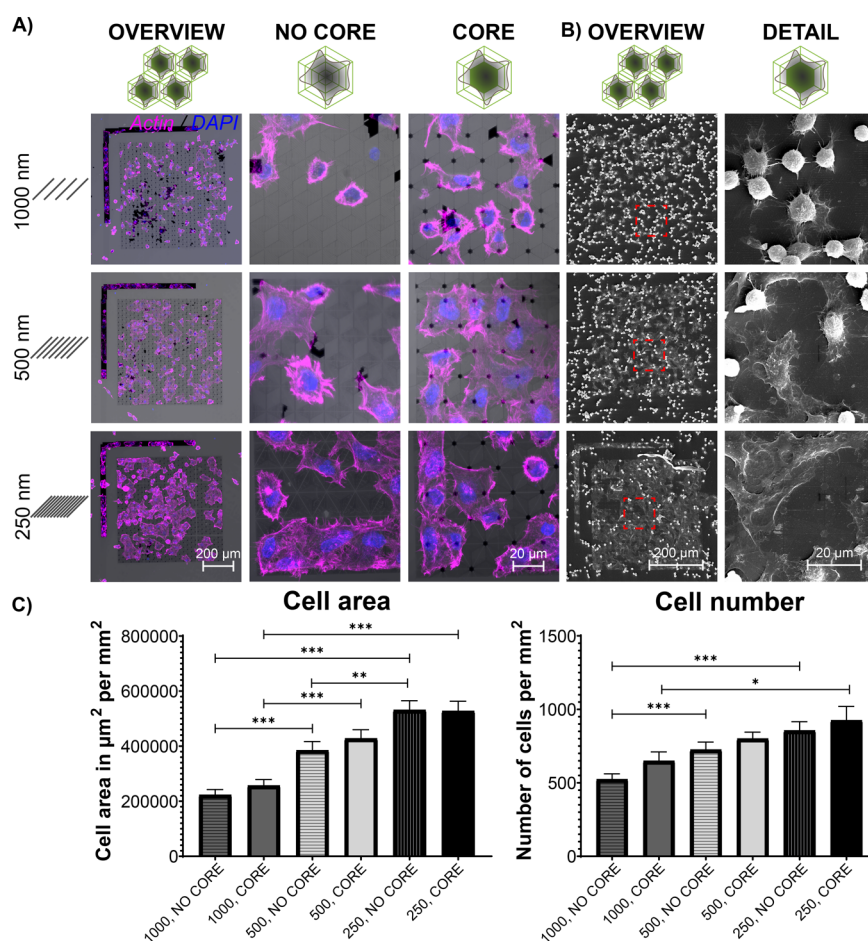 A) OVERVIEW NO CORE CORE B) OVERVIEW DETAIL
Actin / DAPI
1000 nm
500 nm
250 nm
200 µm 20 µm 200 µm 20 µm
C) Cell area
Cell area in µm² per mm²
800000
600000
400000
200000
0
***
***
**
***
***
1000, NO CORE
1000, CORE
500, NO CORE
500, CORE
250, NO CORE
250, CORE
Cell number
Number of cells per mm²
1500
1000
500
0
***
*
***
1000, NO CORE
1000, CORE
500, NO CORE
500, CORE
250, NO CORE
250, CORE